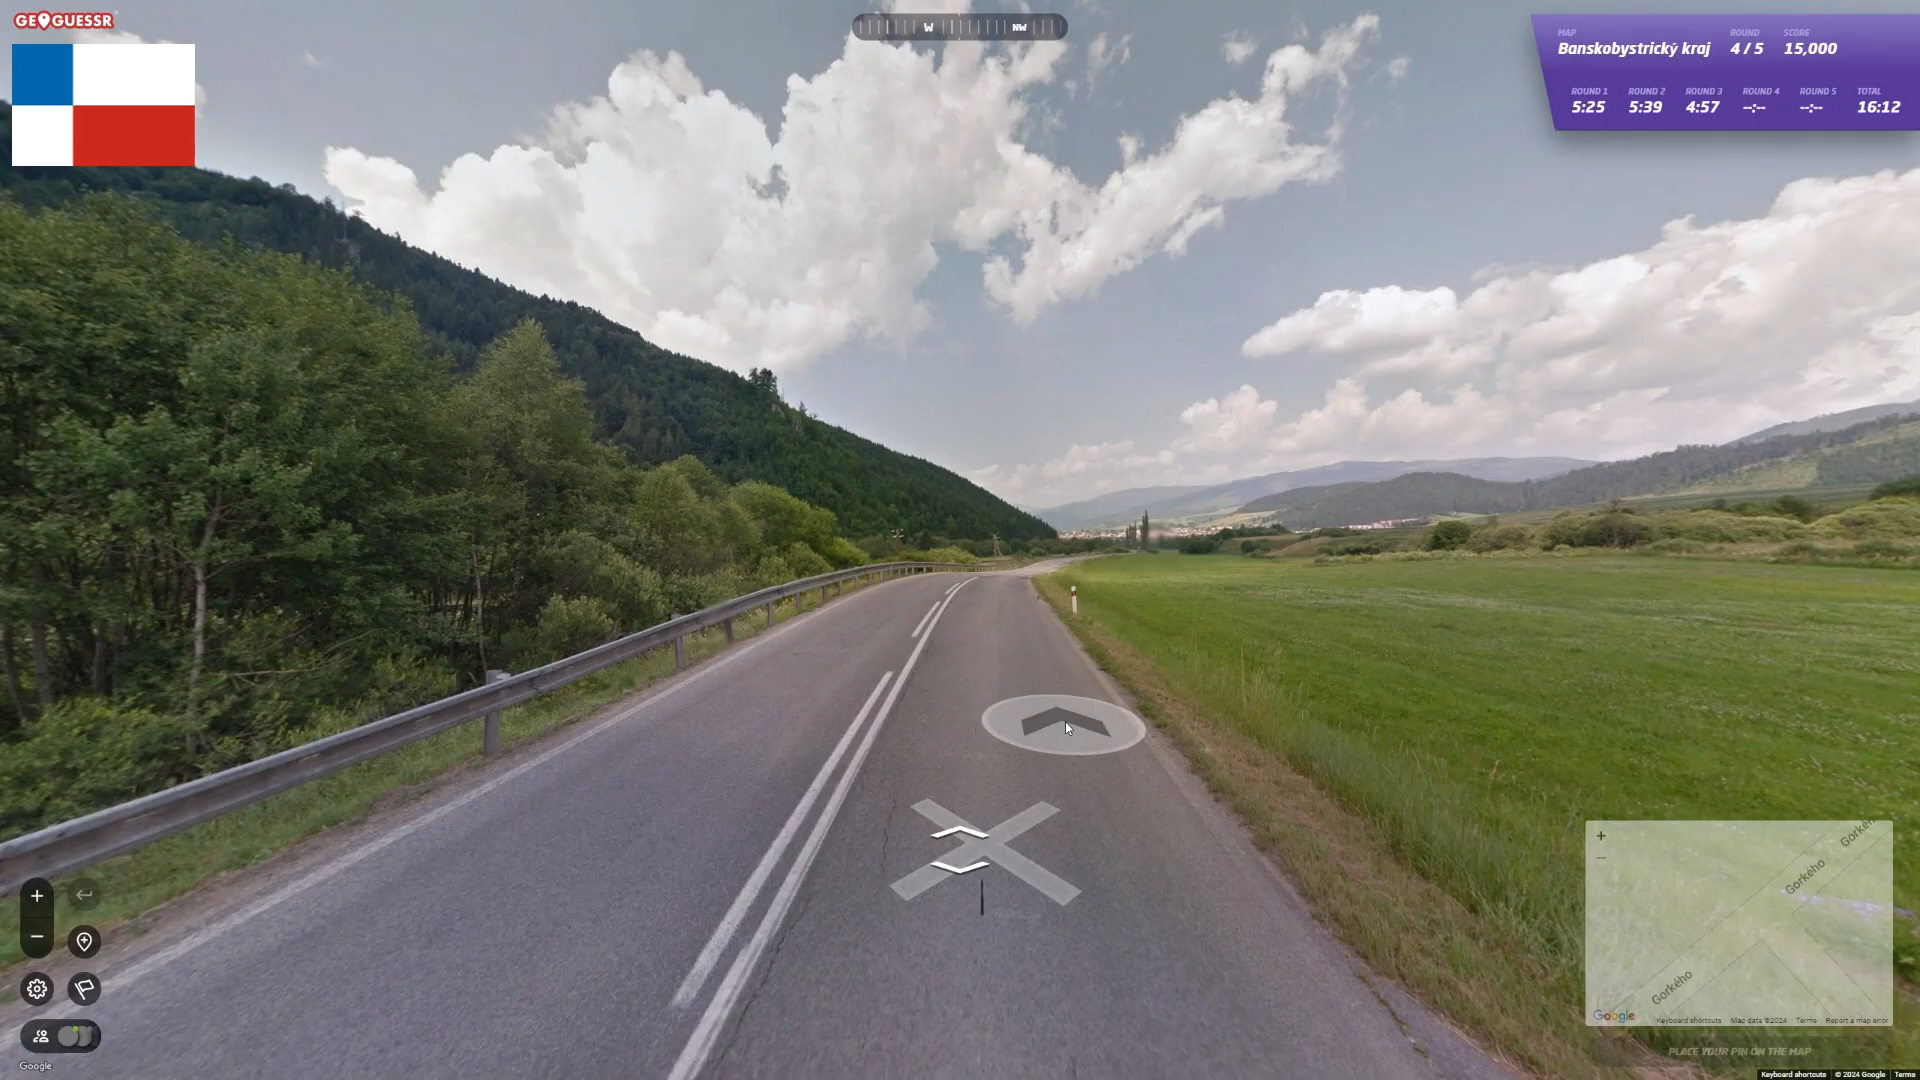 GEOGUESSR
W
NW
MAP
Banskobystrický kraj
ROUND
4 / 5
SCORE
15,000
ROUND 1
5:25
ROUND 2
5:39
ROUND 3
4:57
ROUND 4
--:--
ROUND 5
--:--
TOTAL
16:12
Gorkého
Gorkého
Gorkého
Google
Keyboard shortcuts
Map data ©2024
Terms
Report a map error
PLACE YOUR PIN ON THE MAP
Google
Keyboard shortcuts
© 2024 Google
Terms